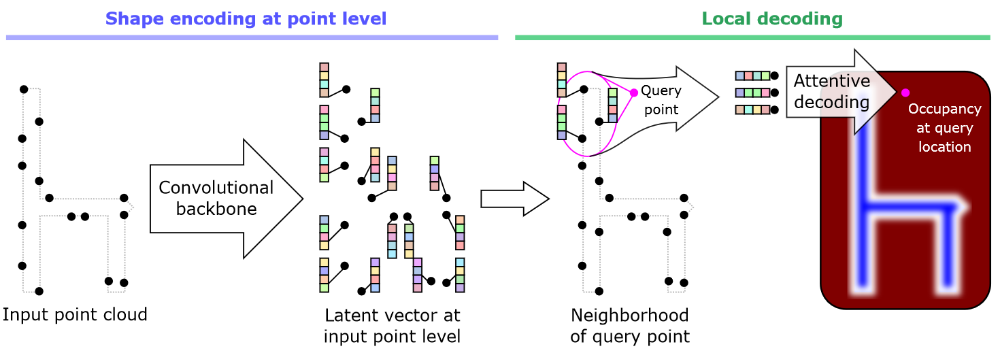 Shape encoding at point level
Local decoding
Query
point
Attentive
decoding
Occupancy
at query
location
Convolutional
backbone
Input point cloud
Latent vector at
input point level
Neighborhood
of query point